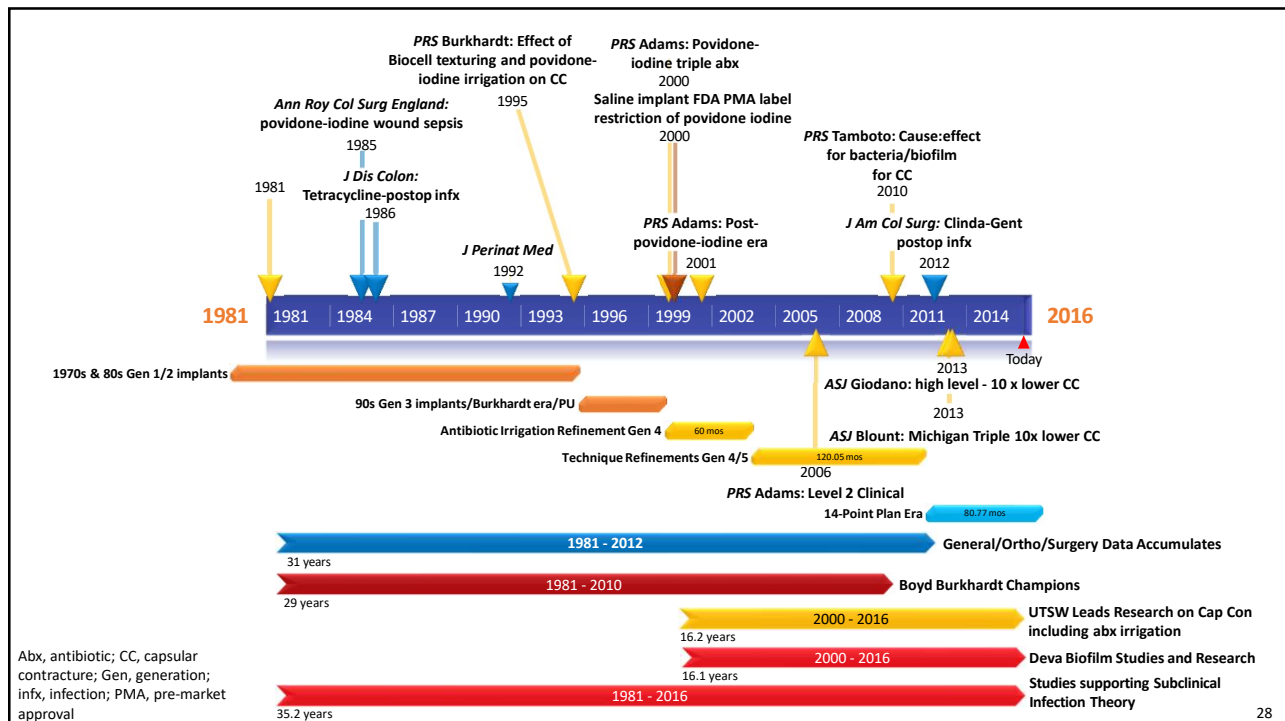 PRS Burkhardt: Effect of
Biocell texturing and povidone-
iodine irrigation on CC
1995
PRS Adams: Povidone-
iodine triple abx
2000
Saline implant FDA PMA label
restriction of povidone iodine
2000
Ann Roy Col Surg England:
povidone-iodine wound sepsis
1985
PRS Tamboto: Cause:effect
for bacteria/biofilm
for CC
2010
J Dis Colon:
Tetracycline-postop infx
1986
1981
PRS Adams: Post-
povidone-iodine era
2001
J Am Col Surg: Clinda-Gent
postop infx
2012
J Perinat Med
1992
1981
1981
1984
1987
1990
1993
1996
1999
2002
2005
2008
2011
2014
2016
Today
2013
ASJ Giodano: high level - 10 x lower CC
2013
ASJ Blount: Michigan Triple 10x lower CC
1970s & 80s Gen 1/2 implants
90s Gen 3 implants/Burkhardt era/PU
Antibiotic Irrigation Refinement Gen 4
60 mos
Technique Refinements Gen 4/5
120.05 mos
2006
PRS Adams: Level 2 Clinical
14-Point Plan Era
80.77 mos
1981 - 2012
General/Ortho/Surgery Data Accumulates
31 years
1981 - 2010
Boyd Burkhardt Champions
29 years
2000 - 2016
UTSW Leads Research on Cap Con
including abx irrigation
16.2 years
2000 - 2016
Deva Biofilm Studies and Research
16.1 years
1981 - 2016
Studies supporting Subclinical
Infection Theory
35.2 years
Abx, antibiotic; CC, capsular
contracture; Gen, generation;
infx, infection; PMA, pre-market
approval
28